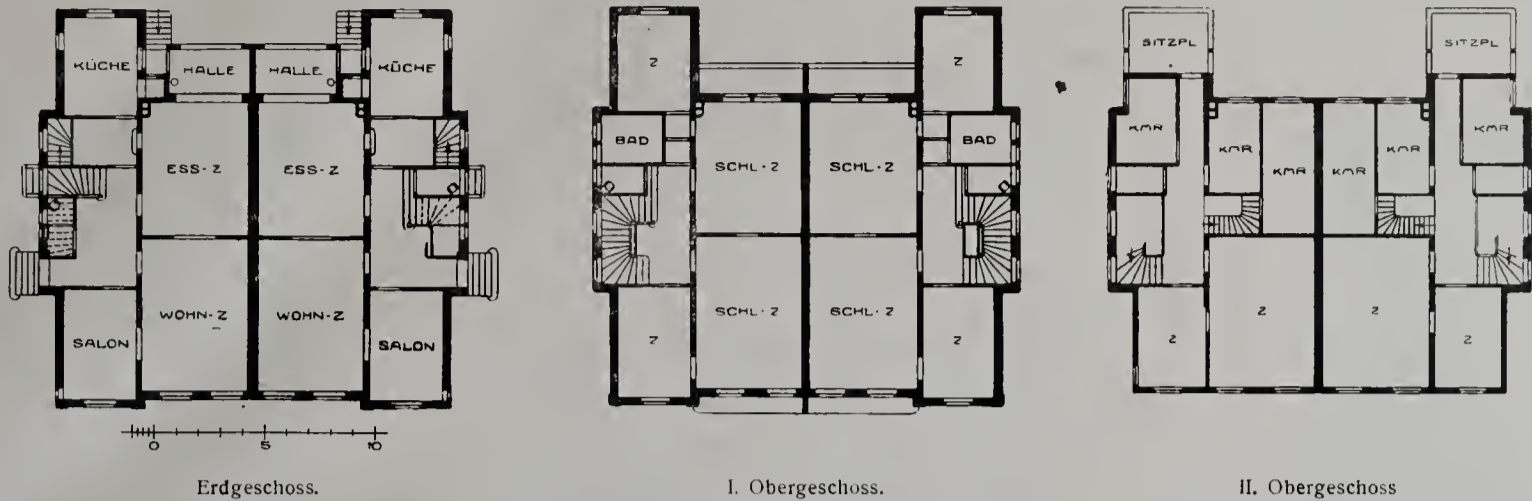 KÜCHE HALLE HALLE KÜCHE
ESS-Z ESS-Z
WOHN-Z WOHN-Z
SALON SALON
0 5 10
Erdgeschoss.
Z Z
BAD BAD
SCHL-Z SCHL-Z
SCHL-Z SCHL-Z
Z Z
I. Obergeschoss.
SITZPL SITZPL
KMR KMR KMR KMR KMR KMR
Z Z Z Z
II. Obergeschoss